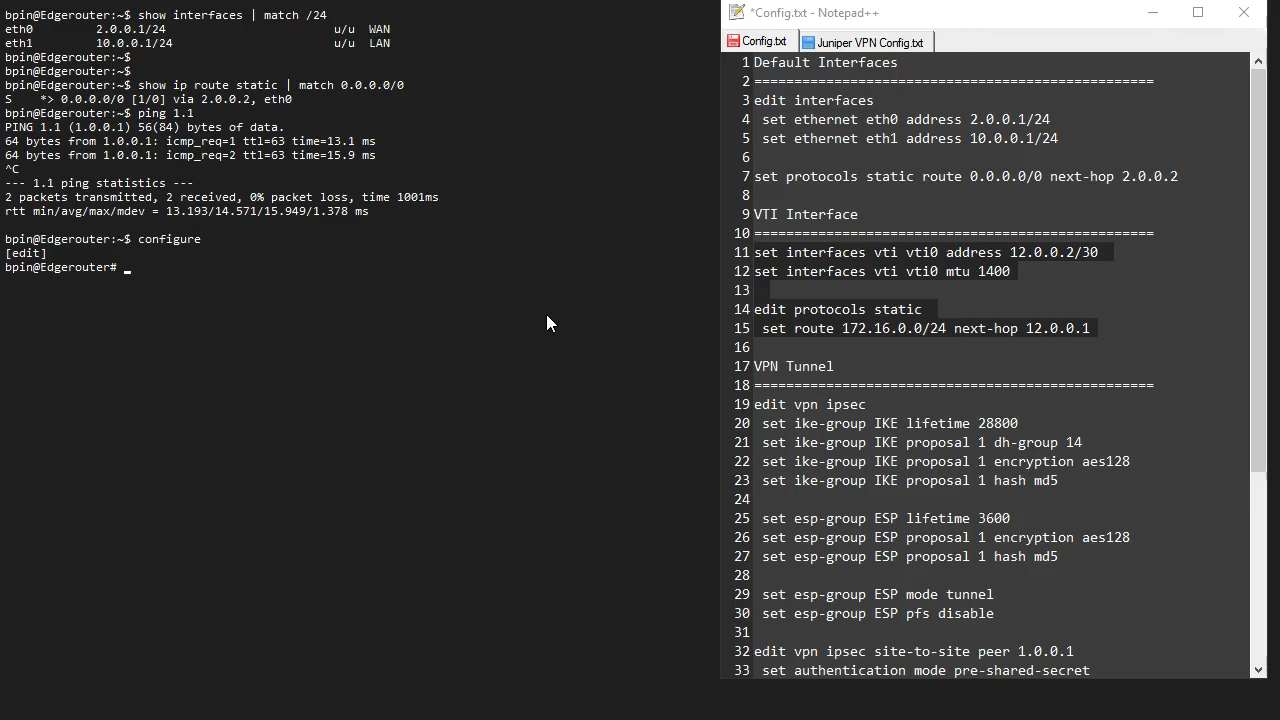 bpin@Edgerouter:~$ show interfaces | match /24
eth0 2.0.0.1/24 u/u WAN
eth1 10.0.0.1/24 u/u LAN
bpin@Edgerouter:~$
bpin@Edgerouter:~$
bpin@Edgerouter:~$ show ip route static | match 0.0.0.0/0
S *> 0.0.0.0/0 [1/0] via 2.0.0.2, eth0
bpin@Edgerouter:~$ ping 1.1
PING 1.1 (1.0.0.1) 56(84) bytes of data.
64 bytes from 1.0.0.1: icmp_req=1 ttl=63 time=13.1 ms
64 bytes from 1.0.0.1: icmp_req=2 ttl=63 time=15.9 ms
^C
--- 1.1 ping statistics ---
2 packets transmitted, 2 received, 0% packet loss, time 1001ms
rtt min/avg/max/mdev = 13.193/14.571/15.949/1.378 ms
bpin@Edgerouter:~$ configure
[edit]
bpin@Edgerouter# _
*Config.txt - Notepad++
Config.txt Juniper VPN Config.txt
1 Default Interfaces
2 ==================================================
3 edit interfaces
4 set ethernet eth0 address 2.0.0.1/24
5 set ethernet eth1 address 10.0.0.1/24
6
7 set protocols static route 0.0.0.0/0 next-hop 2.0.0.2
8
9 VTI Interface
10 ==================================================
11 set interfaces vti vti0 address 12.0.0.2/30
12 set interfaces vti vti0 mtu 1400
13
14 edit protocols static
15 set route 172.16.0.0/24 next-hop 12.0.0.1
16
17 VPN Tunnel
18 ==================================================
19 edit vpn ipsec
20 set ike-group IKE lifetime 28800
21 set ike-group IKE proposal 1 dh-group 14
22 set ike-group IKE proposal 1 encryption aes128
23 set ike-group IKE proposal 1 hash md5
24
25 set esp-group ESP lifetime 3600
26 set esp-group ESP proposal 1 encryption aes128
27 set esp-group ESP proposal 1 hash md5
28
29 set esp-group ESP mode tunnel
30 set esp-group ESP pfs disable
31
32 edit vpn ipsec site-to-site peer 1.0.0.1
33 set authentication mode pre-shared-secret